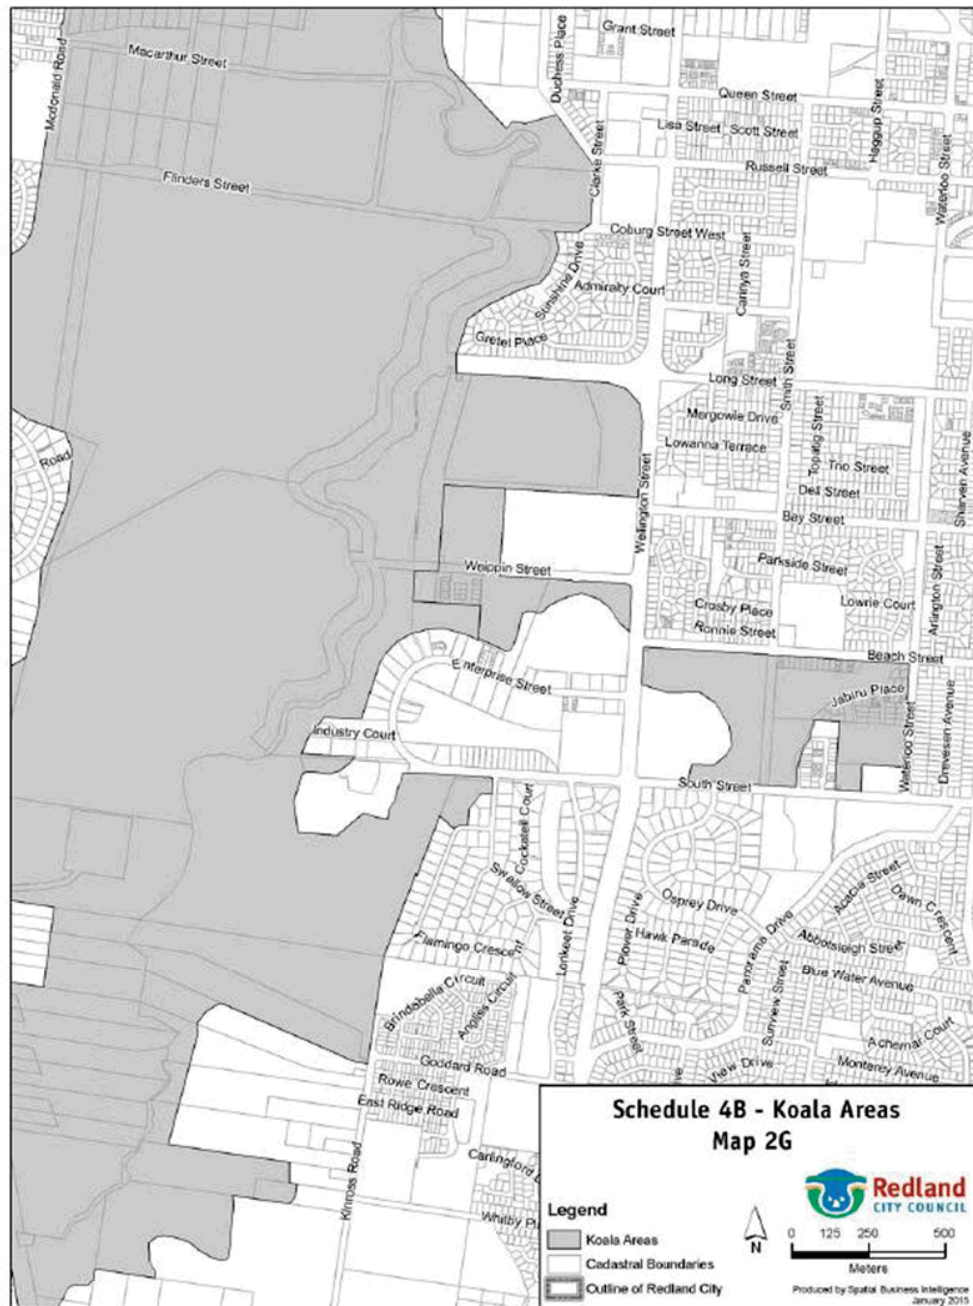 Grant Street
Duchess Place
Mcdonald Road
Macarthur Street
Queen Street
Haggup Street
Lisa Street
Scott Street
Clarke Street
Russell Street
Waterloo Street
Flinders Street
Coburg Street West
Cannya Street
Sunshine Drive
Admiralty Court
Gretel Place
Smith Street
Long Street
Mergowie Drive
Topatig Street
Lowanna Terrace
Road
Trio Street
Shirven Avenue
Wellington Street
Dell Street
Bay Street
Weippin Street
Parkside Street
Arlington Street
Crosby Place
Lowrie Court
Ronnie Street
Beach Street
Enterprise Street
Jabiru Place
Industry Court
Waterloo Street
Drevesen Avenue
South Street
Cockatell Court
Swallow Street
Acacia Street
Dawn Crescent
Osprey Drive
Plover Drive
Lorikeet Drive
Hawk Parade
Panorama Drive
Abbotsleigh Street
Flamingo Crescent
Blue Water Avenue
Sunview Street
Brindabella Circuit
Angliss Circuit
Park Street
Achernar Court
View Drive
Monterey Avenue
Goddard Road
Rowe Crescent
East Ridge Road
Kinross Road
Carlingford
Whitby Pl
Schedule 4B - Koala Areas
Map 2G
Redland
CITY COUNCIL
Legend
Koala Areas
Cadastral Boundaries
Outline of Redland City
N
0 125 250 500
Meters
Produced by Spatial Business Intelligence
January 2015